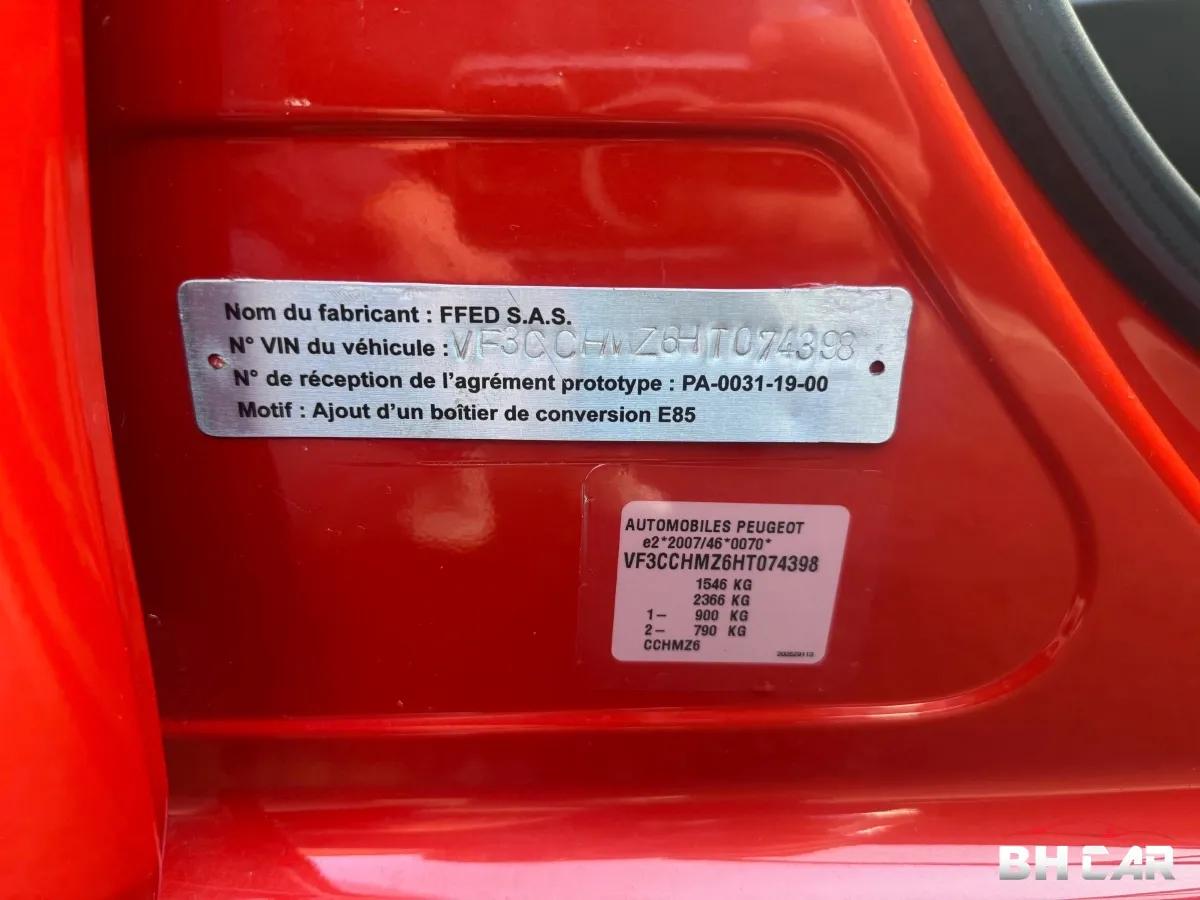 Nom du fabricant : FFED S.A.S.
N° VIN du véhicule : VF3CCHMZ6HT074398
N° de réception de l'agrément prototype : PA-0031-19-00
Motif : Ajout d'un boîtier de conversion E85
AUTOMOBILES PEUGEOT
e2*2007/46*0070*
VF3CCHMZ6HT074398
1546 KG
2366 KG
1– 900 KG
2– 790 KG
CCHMZ6
BH CAR